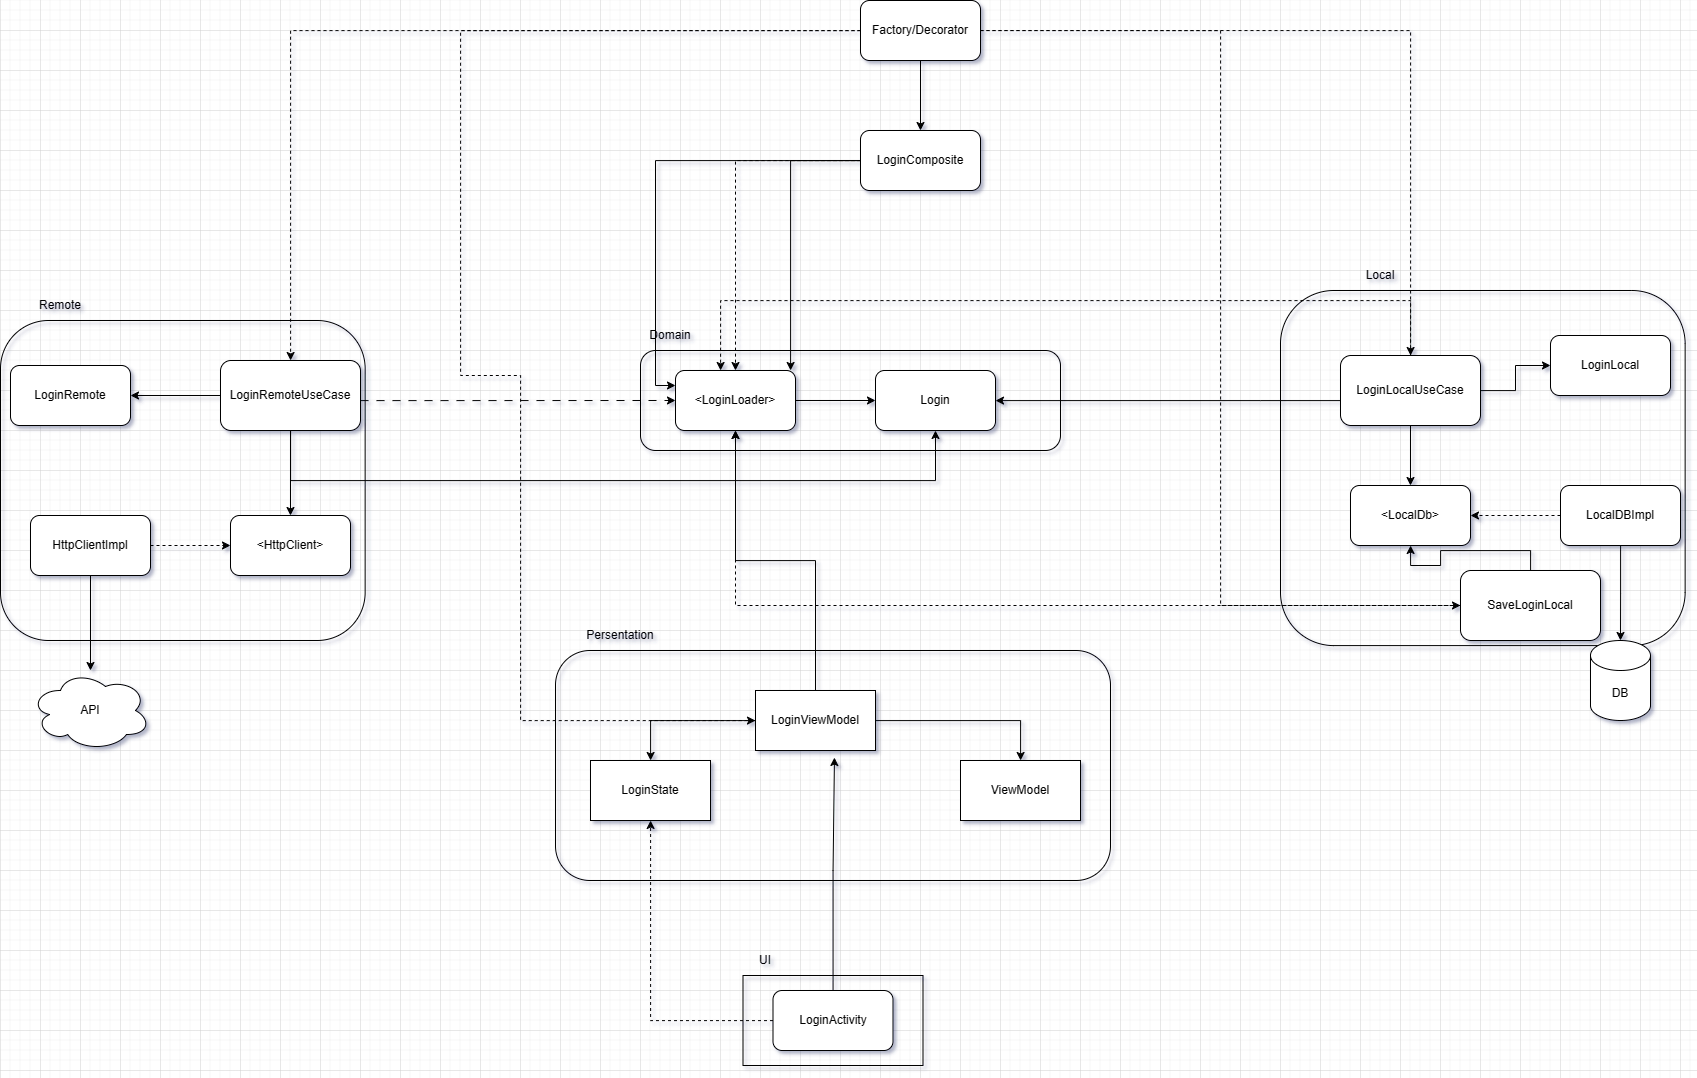 Factory/Decorator
LoginComposite
Local
Remote
Domain
LoginLocal
LoginRemote
LoginRemoteUseCase
<LoginLoader>
Login
LoginLocalUseCase
<LocalDb>
LocalDBImpl
HttpClientImpl
<HttpClient>
SaveLoginLocal
Persentation
DB
API
LoginViewModel
LoginState
ViewModel
UI
LoginActivity